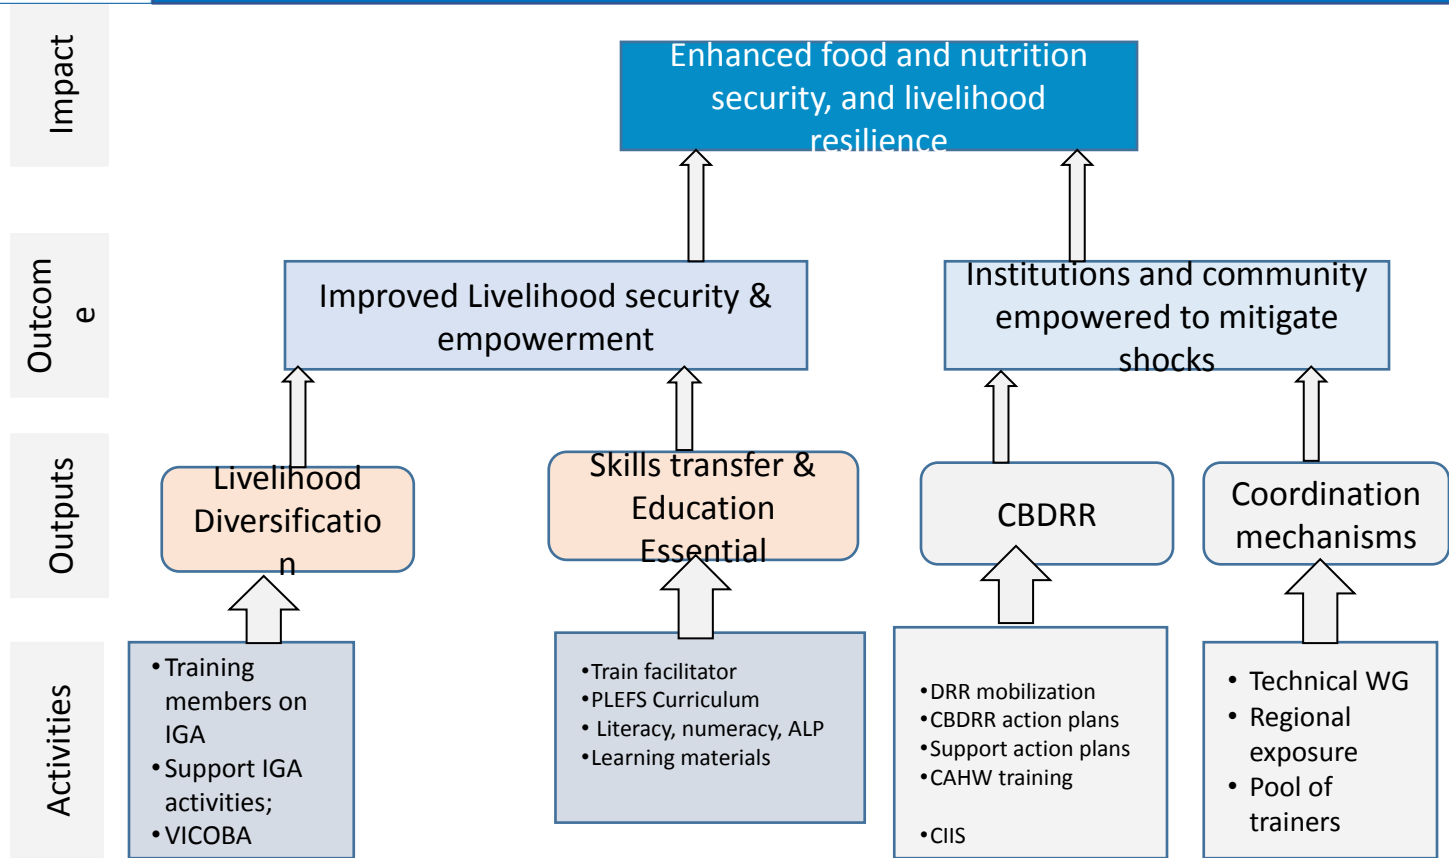 Impact
Enhanced food and nutrition
security, and livelihood
resilience
Outcom
e
Improved Livelihood security &
empowerment
Institutions and community
empowered to mitigate
shocks
Outputs
Livelihood
Diversificatio
n
Skills transfer &
Education
Essential
CBDRR
Coordination
mechanisms
Activities
• Training
members on
IGA
• Support IGA
activities;
• VICOBA
•Train facilitator
•PLEFS Curriculum
• Literacy, numeracy, ALP
•Learning materials
•DRR mobilization
•CBDRR action plans
•Support action plans
•CAHW training
•CIIS
• Technical WG
• Regional
exposure
• Pool of
trainers